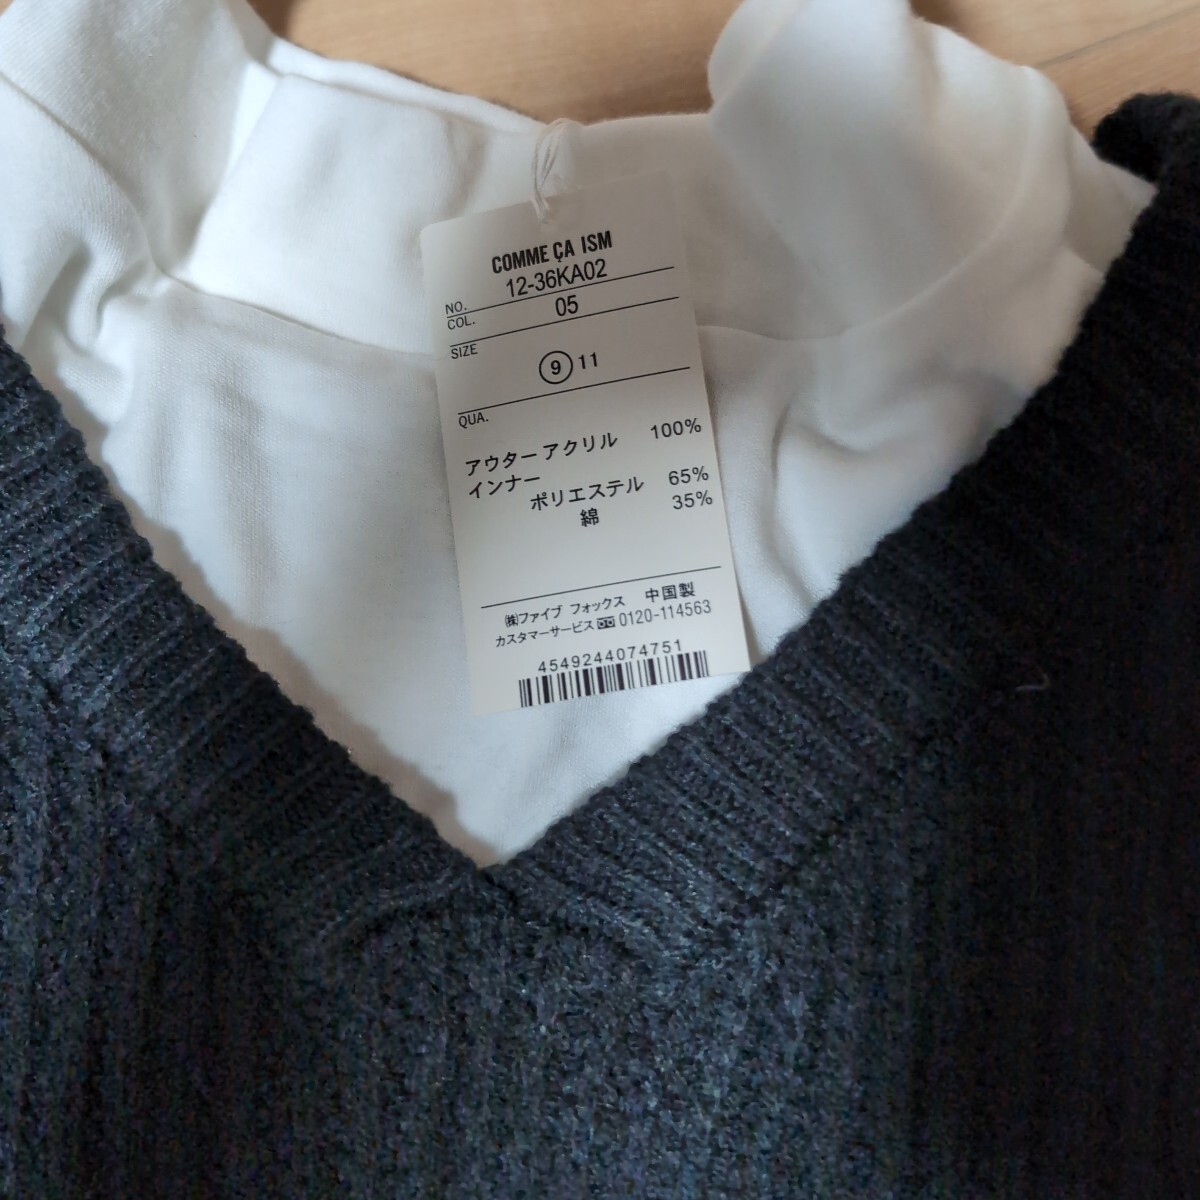 COMME ÇA ISM
NO. 12-36KA02
COL. 05
SIZE
9 11
QUA.
アウター アクリル 100%
インナー
ポリエステル 65%
綿 35%
㈱ファイブ フォックス 中国製
カスタマーサービス 0120-114563
4549244074751